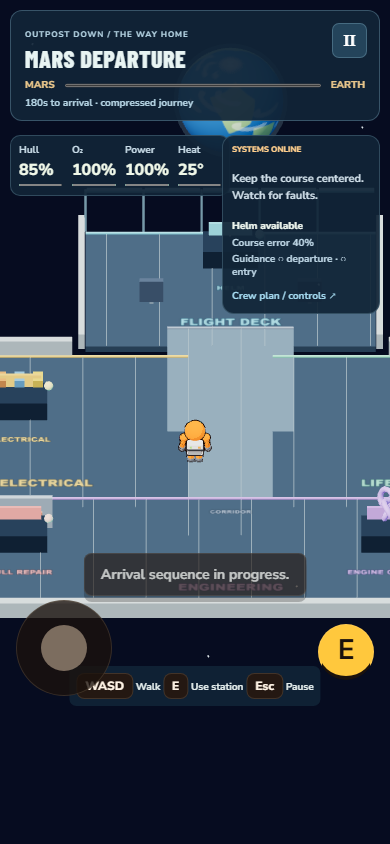 OUTPOST DOWN / THE WAY HOME
MARS DEPARTURE
II
MARS
EARTH
180s to arrival · compressed journey
Hull
O₂
Power
Heat
85%
100%
100%
25°
SYSTEMS ONLINE
Keep the course centered.
Watch for faults.
Helm available
Course error 40%
Guidance ∩ departure · ∩
entry
Crew plan / controls ↗
FLIGHT DECK
LECTRICAL
ELECTRICAL
LIFE
CORRIDOR
LL REPAIR
ENGINE
Arrival sequence in progress.
ENGINEERING
E
WASD Walk E Use station Esc Pause